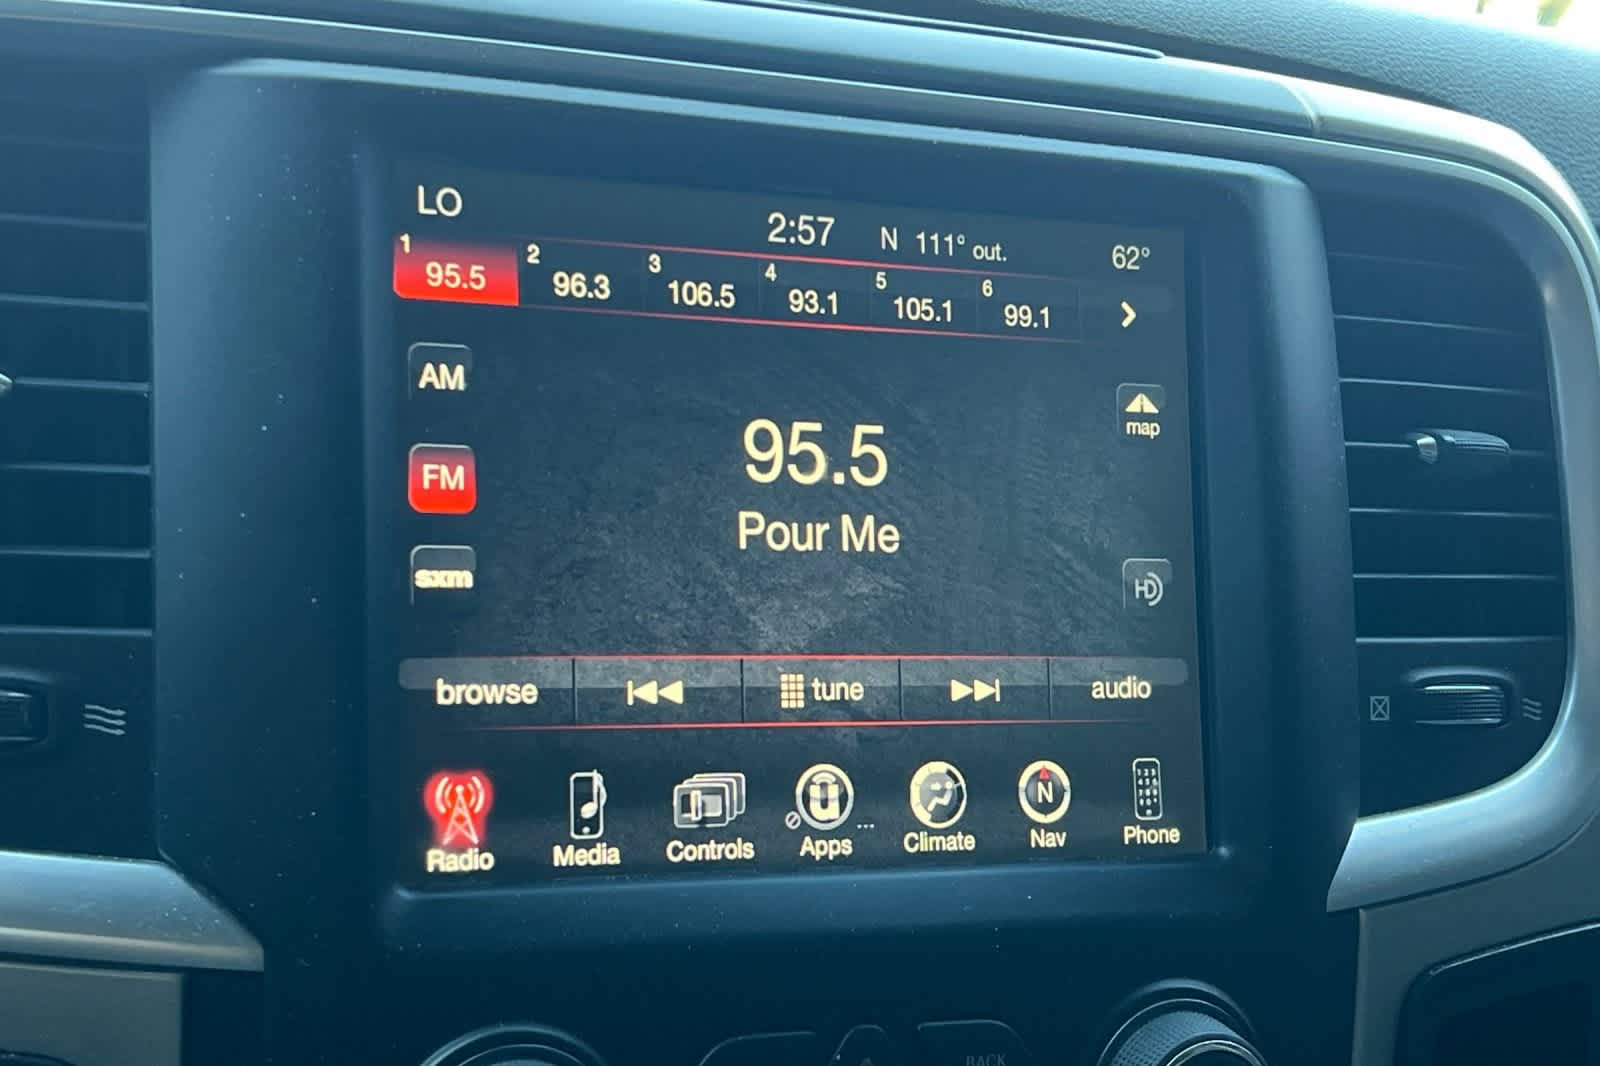 LO 2:57 N 111° out. 62°
1 95.5 2 96.3 3 106.5 4 93.1 5 105.1 6 99.1
AM
map
95.5
FM
Pour Me
sxm
HD
browse tune audio
Radio Media Controls Apps ... Climate Nav Phone
N
BACK